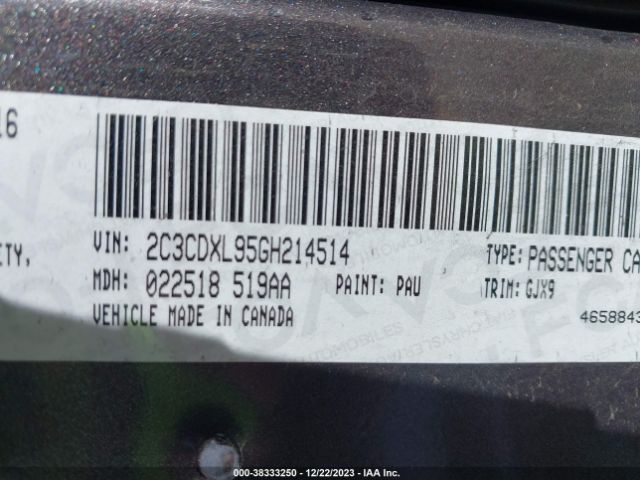 16
ITY,
VIN: 2C3CDXL95GH214514
TYPE: PASSENGER CA
MDH: 022518 519AA
PAINT: PAU
TRIM: GJX9
VEHICLE MADE IN CANADA
4658843
000-38333250 - 12/22/2023 - IAA Inc.